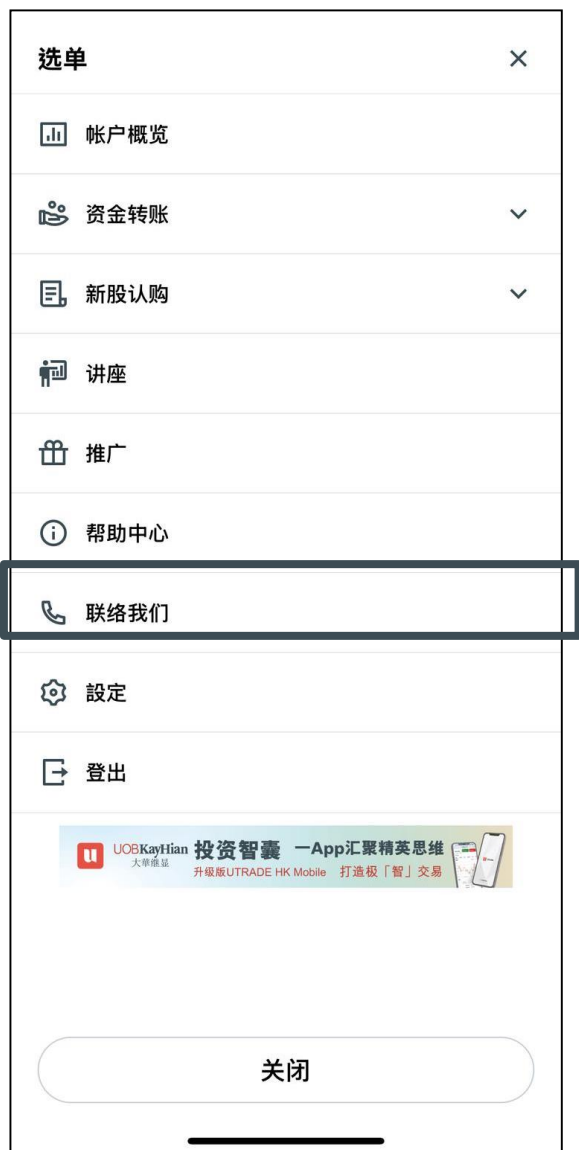 选单
帐户概览
资金转账
新股认购
讲座
推广
帮助中心
联络我们
設定
登出
UOBKayHian 投资智囊 一App汇聚精英思维
大华继显 升级版UTRADE HK Mobile 打造极「智」交易
关闭